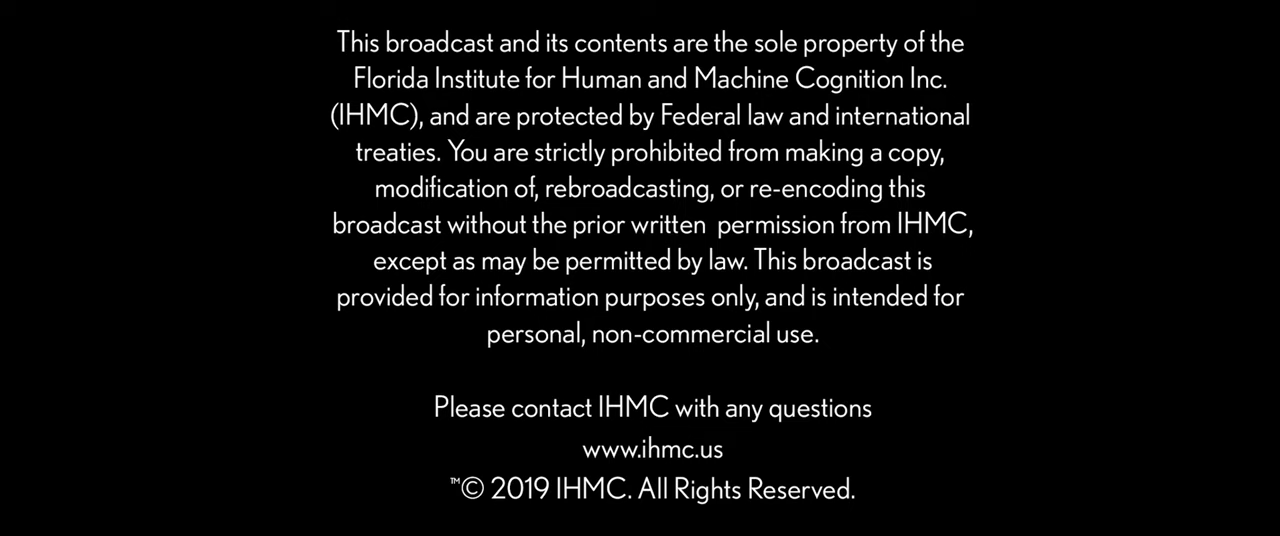 This broadcast and its contents are the sole property of the
Florida Institute for Human and Machine Cognition Inc.
(IHMC), and are protected by Federal law and international
treaties. You are strictly prohibited from making a copy,
modification of, rebroadcasting, or re-encoding this
broadcast without the prior written  permission from IHMC,
except as may be permitted by law. This broadcast is
provided for information purposes only, and is intended for
personal, non-commercial use.
Please contact IHMC with any questions
www.ihmc.us
™© 2019 IHMC. All Rights Reserved.